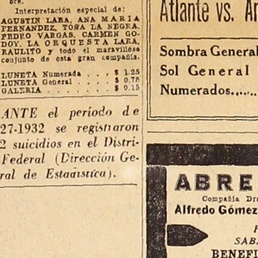 Interpretación especial de:
AGUSTIN LARA, ANA MARIA
FERNANDEZ, TOÑA LA NEGRA,
PEDRO VARGAS, CARMEN GO-
DOY, LA ORQUESTA LARA,
RAULITO y todo el maravilloso
conjunto de esta gran compañía.
LUNETA Numerada $ 1.25
LUNETA General $ 0.75
GALERIA $ 0.15
ANTE el período de
27-1932 se registraron
2 suicidios en el Distri-
Federal (Dirección Ge-
al de Estadística).
Atlante vs. A
Sombra General
Sol General
Numerados
ABRE
Compañía Dra
Alfredo Gómez
SABA
BENEFI